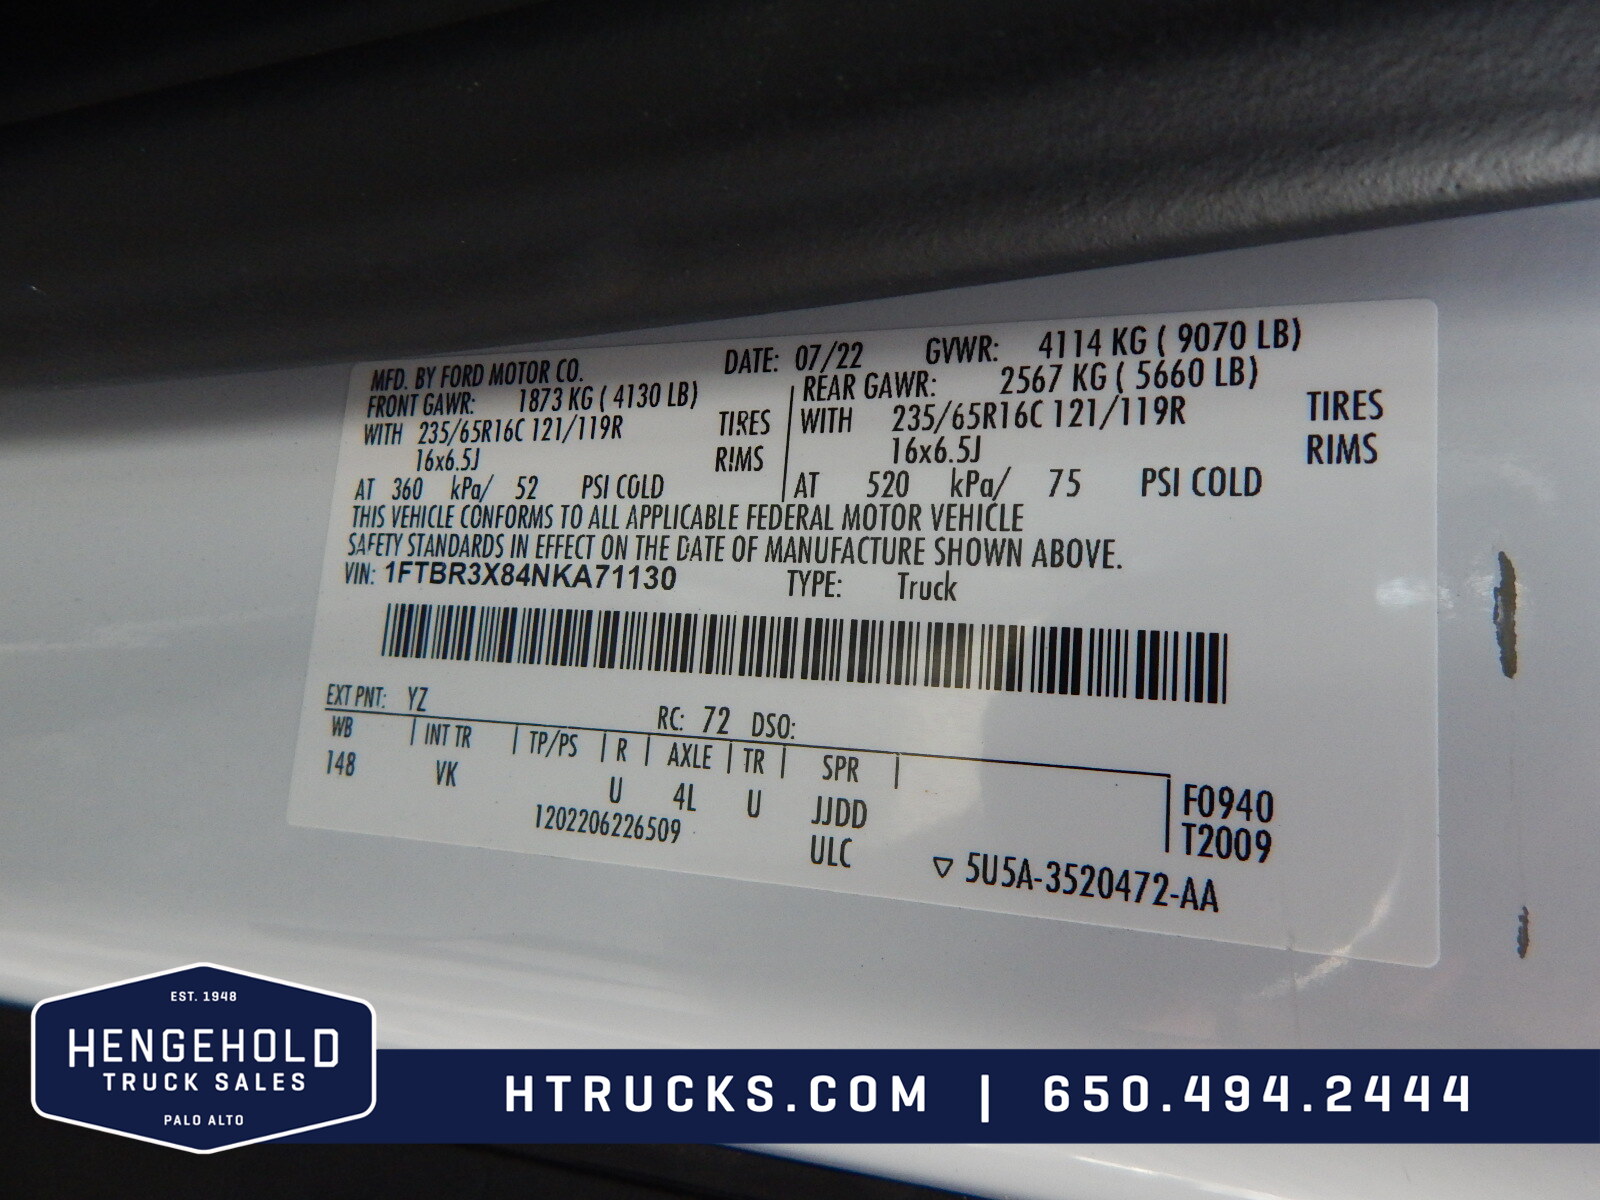 MFD. BY FORD MOTOR CO. DATE: 07/22 GVWR: 4114 KG ( 9070 LB)
FRONT GAWR: 1873 KG ( 4130 LB) REAR GAWR: 2567 KG ( 5660 LB)
WITH 235/65R16C 121/119R TIRES WITH 235/65R16C 121/119R TIRES
16x6.5J RIMS 16x6.5J RIMS
AT 360 kPa/ 52 PSI COLD AT 520 kPa/ 75 PSI COLD
THIS VEHICLE CONFORMS TO ALL APPLICABLE FEDERAL MOTOR VEHICLE
SAFETY STANDARDS IN EFFECT ON THE DATE OF MANUFACTURE SHOWN ABOVE.
VIN: 1FTBR3X84NKA71130 TYPE: Truck
EXT PNT: YZ RC: 72 DSO:
WB INT TR TP/PS R AXLE TR SPR
148 VK U 4L U JJDD F0940
1202206226509 ULC T2009
▽ 5U5A-3520472-AA
EST. 1948
HENGEHOLD
TRUCK SALES
PALO ALTO
HTRUCKS.COM | 650.494.2444